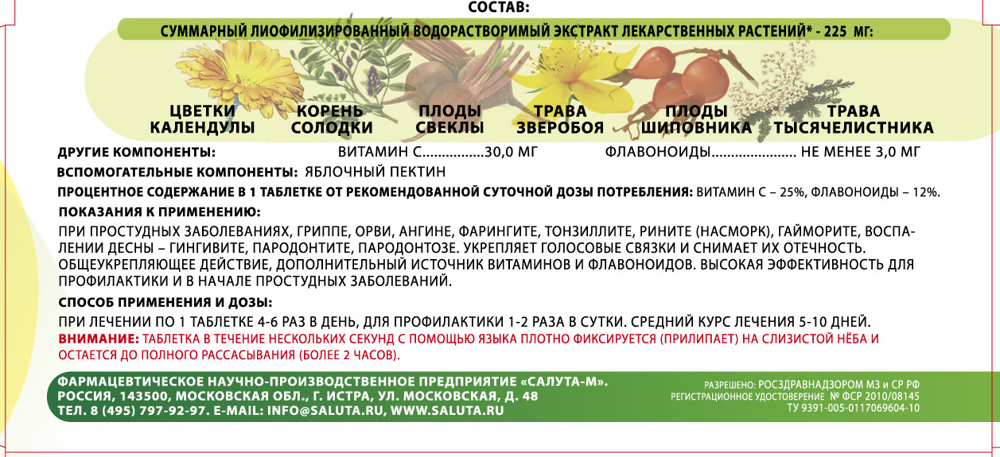 СОСТАВ:
СУММАРНЫЙ ЛИОФИЛИЗИРОВАННЫЙ ВОДОРАСТВОРИМЫЙ ЭКСТРАКТ ЛЕКАРСТВЕННЫХ РАСТЕНИЙ* - 225 МГ:
ЦВЕТКИ КАЛЕНДУЛЫ
КОРЕНЬ СОЛОДКИ
ПЛОДЫ СВЕКЛЫ
ТРАВА ЗВЕРОБОЯ
ПЛОДЫ ШИПОВНИКА
ТРАВА ТЫСЯЧЕЛИСТНИКА
ДРУГИЕ КОМПОНЕНТЫ: ВИТАМИН С................30,0 МГ ФЛАВОНОИДЫ...................... НЕ МЕНЕЕ 3,0 МГ
ВСПОМОГАТЕЛЬНЫЕ КОМПОНЕНТЫ: ЯБЛОЧНЫЙ ПЕКТИН
ПРОЦЕНТНОЕ СОДЕРЖАНИЕ В 1 ТАБЛЕТКЕ ОТ РЕКОМЕНДОВАННОЙ СУТОЧНОЙ ДОЗЫ ПОТРЕБЛЕНИЯ: ВИТАМИН С – 25%, ФЛАВОНОИДЫ – 12%.
ПОКАЗАНИЯ К ПРИМЕНЕНИЮ:
ПРИ ПРОСТУДНЫХ ЗАБОЛЕВАНИЯХ, ГРИППЕ, ОРВИ, АНГИНЕ, ФАРИНГИТЕ, ТОНЗИЛЛИТЕ, РИНИТЕ (НАСМОРК), ГАЙМОРИТЕ, ВОСПА-
ЛЕНИИ ДЕСНЫ – ГИНГИВИТЕ, ПАРОДОНТИТЕ, ПАРОДОНТОЗЕ. УКРЕПЛЯЕТ ГОЛОСОВЫЕ СВЯЗКИ И СНИМАЕТ ИХ ОТЕЧНОСТЬ.
ОБЩЕУКРЕПЛЯЮЩЕЕ ДЕЙСТВИЕ, ДОПОЛНИТЕЛЬНЫЙ ИСТОЧНИК ВИТАМИНОВ И ФЛАВОНОИДОВ. ВЫСОКАЯ ЭФФЕКТИВНОСТЬ ДЛЯ
ПРОФИЛАКТИКИ И В НАЧАЛЕ ПРОСТУДНЫХ ЗАБОЛЕВАНИЙ.
СПОСОБ ПРИМЕНЕНИЯ И ДОЗЫ:
ПРИ ЛЕЧЕНИИ ПО 1 ТАБЛЕТКЕ 4-6 РАЗ В ДЕНЬ, ДЛЯ ПРОФИЛАКТИКИ 1-2 РАЗА В СУТКИ. СРЕДНИЙ КУРС ЛЕЧЕНИЯ 5-10 ДНЕЙ.
ВНИМАНИЕ: ТАБЛЕТКА В ТЕЧЕНИЕ НЕСКОЛЬКИХ СЕКУНД С ПОМОЩЬЮ ЯЗЫКА ПЛОТНО ФИКСИРУЕТСЯ (ПРИЛИПАЕТ) НА СЛИЗИСТОЙ НЁБА И
ОСТАЕТСЯ ДО ПОЛНОГО РАССАСЫВАНИЯ (БОЛЕЕ 2 ЧАСОВ).
ФАРМАЦЕВТИЧЕСКОЕ НАУЧНО-ПРОИЗВОДСТВЕННОЕ ПРЕДПРИЯТИЕ «САЛУТА-М».
РОССИЯ, 143500, МОСКОВСКАЯ ОБЛ., Г. ИСТРА, УЛ. МОСКОВСКАЯ, Д. 48
ТЕЛ. 8 (495) 797-92-97. E-MAIL: INFO@SALUTA.RU, WWW.SALUTA.RU
РАЗРЕШЕНО: РОСЗДРАВНАДЗОРОМ МЗ и СР РФ
РЕГИСТРАЦИОННОЕ УДОСТОВЕРЕНИЕ № ФСР 2010/08145
ТУ 9391-005-0117069604-10